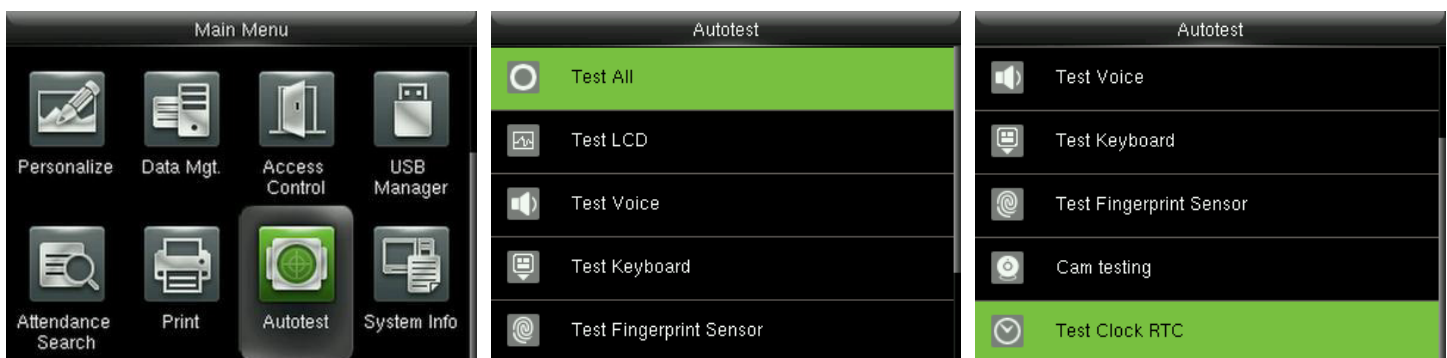 Main Menu
Personalize
Data Mgt.
Access
Control
USB
Manager
Attendance
Search
Print
Autotest
System Info
Autotest
Test All
Test LCD
Test Voice
Test Keyboard
Test Fingerprint Sensor
Autotest
Test Voice
Test Keyboard
Test Fingerprint Sensor
Cam testing
Test Clock RTC